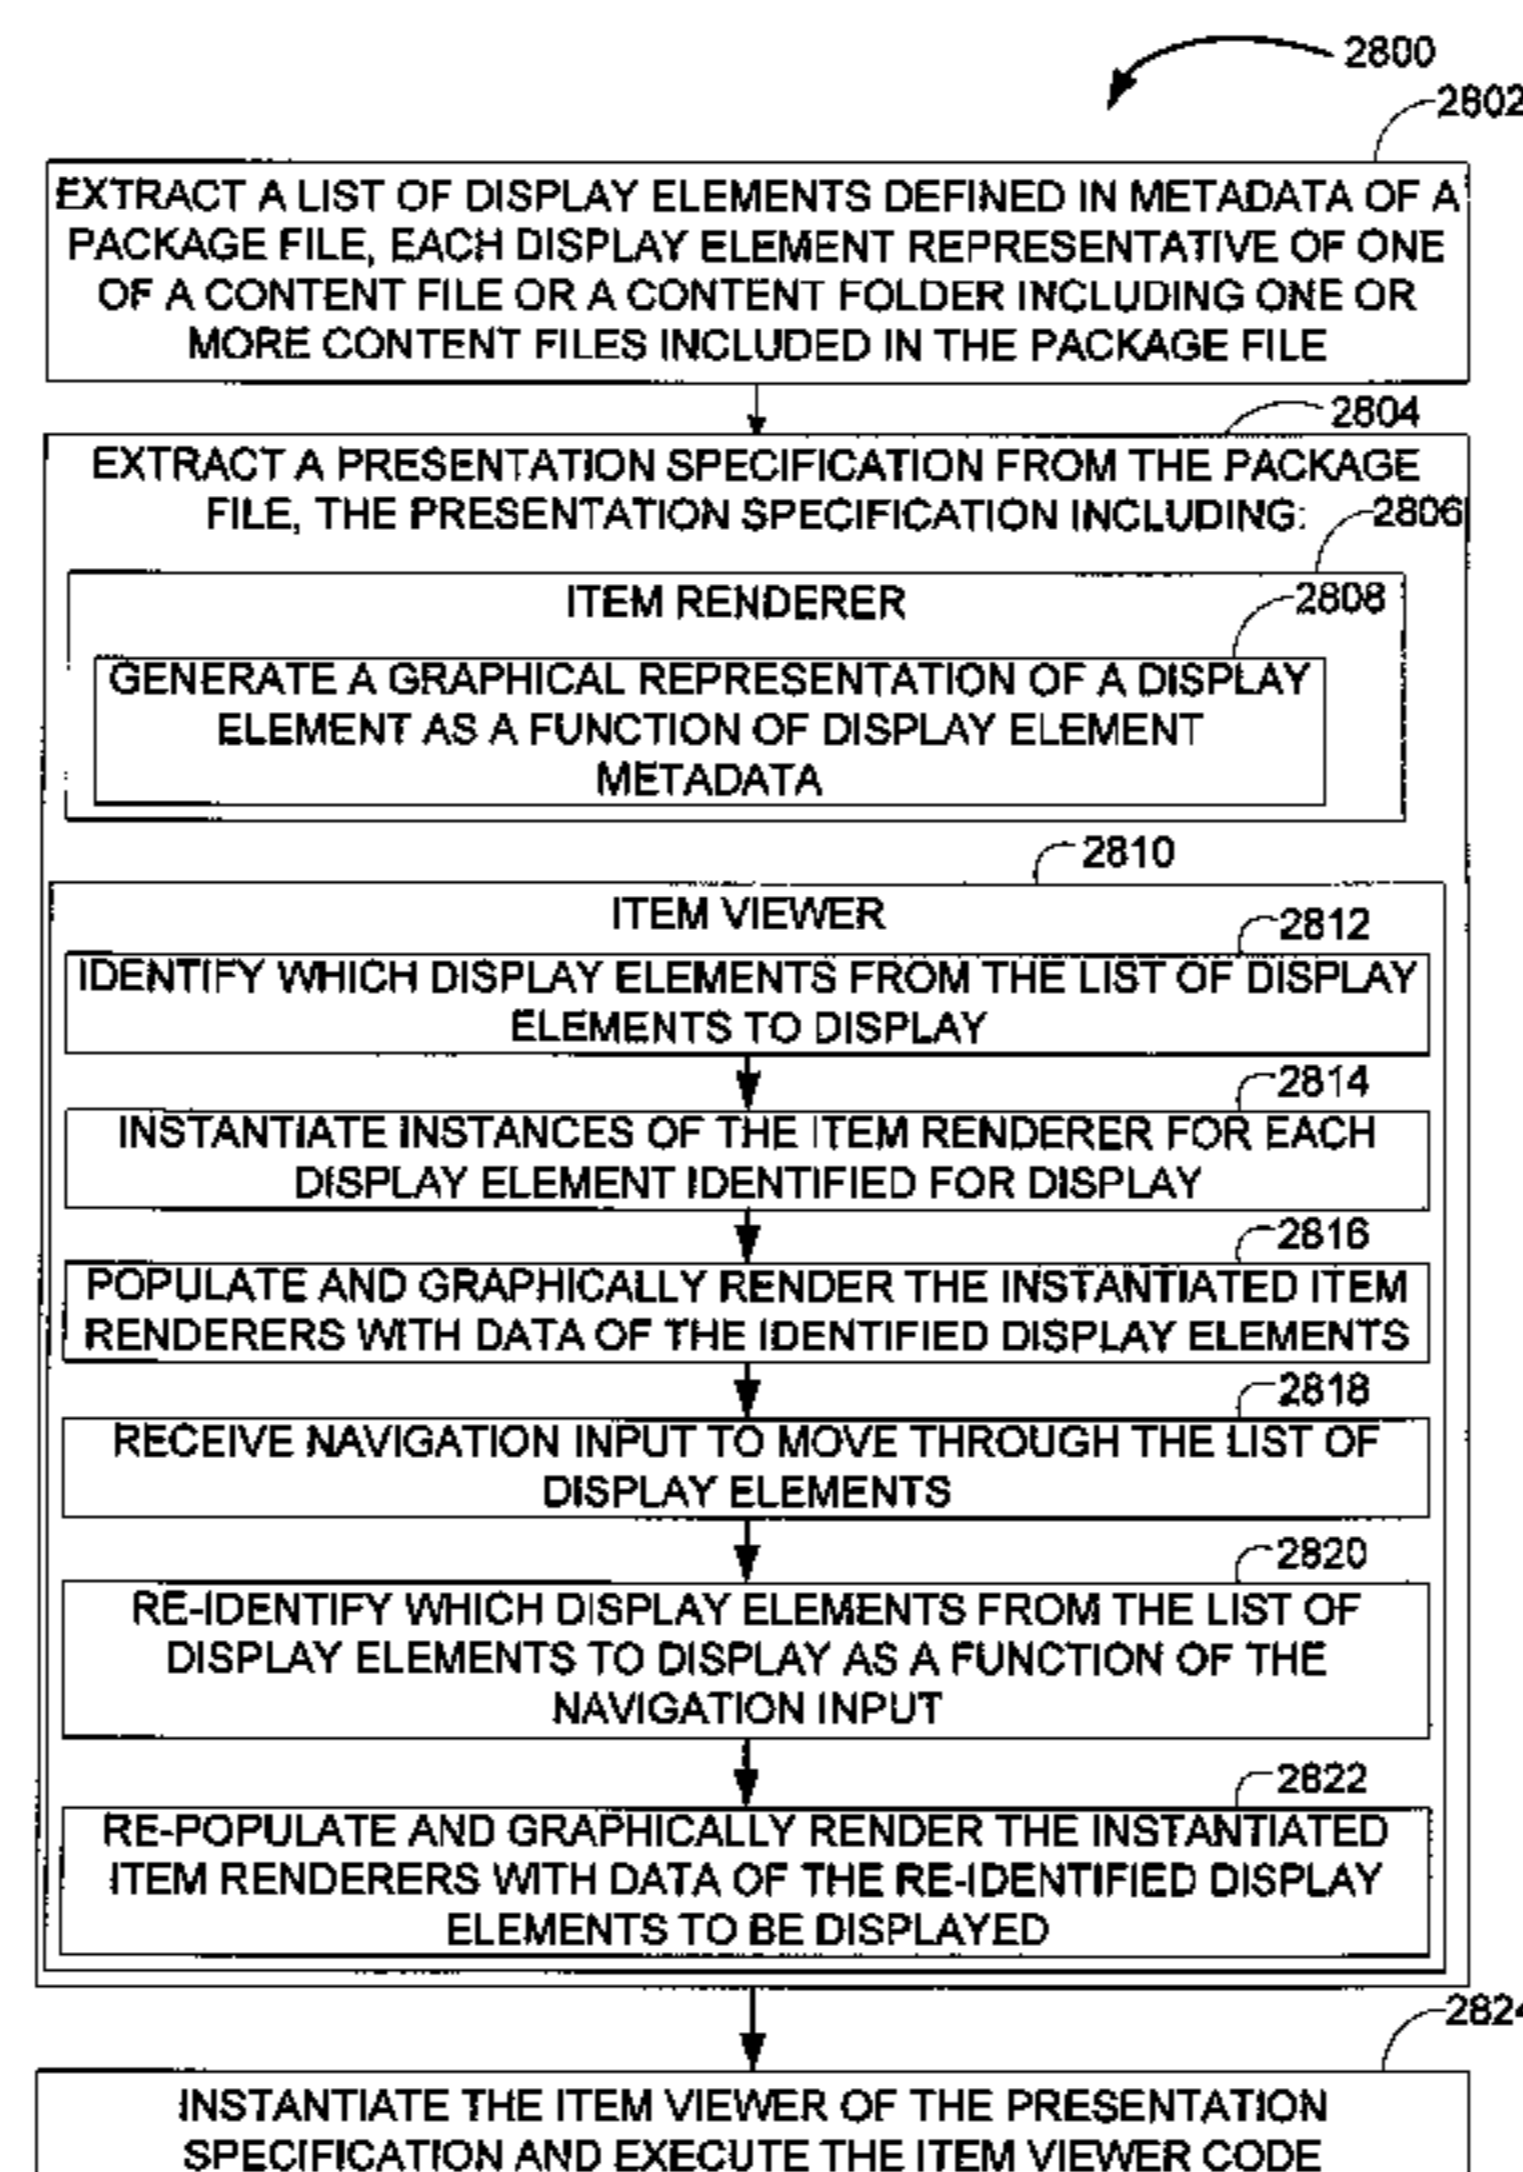 2800
2802
EXTRACT A LIST OF DISPLAY ELEMENTS DEFINED IN METADATA OF A
PACKAGE FILE, EACH DISPLAY ELEMENT REPRESENTATIVE OF ONE
OF A CONTENT FILE OR A CONTENT FOLDER INCLUDING ONE OR
MORE CONTENT FILES INCLUDED IN THE PACKAGE FILE
2804
EXTRACT A PRESENTATION SPECIFICATION FROM THE PACKAGE
FILE, THE PRESENTATION SPECIFICATION INCLUDING:
2806
ITEM RENDERER
2808
GENERATE A GRAPHICAL REPRESENTATION OF A DISPLAY
ELEMENT AS A FUNCTION OF DISPLAY ELEMENT
METADATA
2810
ITEM VIEWER
2812
IDENTIFY WHICH DISPLAY ELEMENTS FROM THE LIST OF DISPLAY
ELEMENTS TO DISPLAY
2814
INSTANTIATE INSTANCES OF THE ITEM RENDERER FOR EACH
DISPLAY ELEMENT IDENTIFIED FOR DISPLAY
2816
POPULATE AND GRAPHICALLY RENDER THE INSTANTIATED ITEM
RENDERERS WITH DATA OF THE IDENTIFIED DISPLAY ELEMENTS
2818
RECEIVE NAVIGATION INPUT TO MOVE THROUGH THE LIST OF
DISPLAY ELEMENTS
2820
RE-IDENTIFY WHICH DISPLAY ELEMENTS FROM THE LIST OF
DISPLAY ELEMENTS TO DISPLAY AS A FUNCTION OF THE
NAVIGATION INPUT
2822
RE-POPULATE AND GRAPHICALLY RENDER THE INSTANTIATED
ITEM RENDERERS WITH DATA OF THE RE-IDENTIFIED DISPLAY
ELEMENTS TO BE DISPLAYED
2824
INSTANTIATE THE ITEM VIEWER OF THE PRESENTATION
SPECIFICATION AND EXECUTE THE ITEM VIEWER CODE